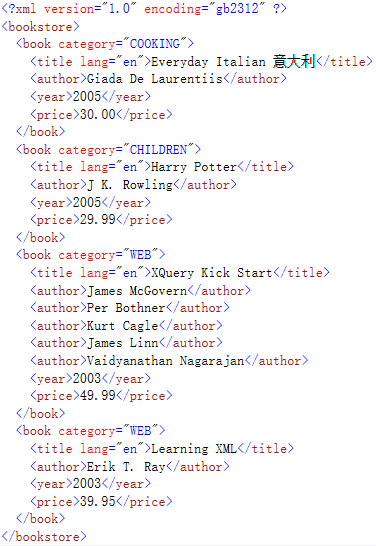 <?xml version="1.0" encoding="gb2312" ?>
<bookstore>
<book category="COOKING">
<title lang="en">Everyday Italian 意大利</title>
<author>Giada De Laurentiis</author>
<year>2005</year>
<price>30.00</price>
</book>
<book category="CHILDREN">
<title lang="en">Harry Potter</title>
<author>J K. Rowling</author>
<year>2005</year>
<price>29.99</price>
</book>
<book category="WEB">
<title lang="en">XQuery Kick Start</title>
<author>James McGovern</author>
<author>Per Bothner</author>
<author>Kurt Cagle</author>
<author>James Linn</author>
<author>Vaidyanathan Nagarajan</author>
<year>2003</year>
<price>49.99</price>
</book>
<book category="WEB">
<title lang="en">Learning XML</title>
<author>Erik T. Ray</author>
<year>2003</year>
<price>39.95</price>
</book>
</bookstore>